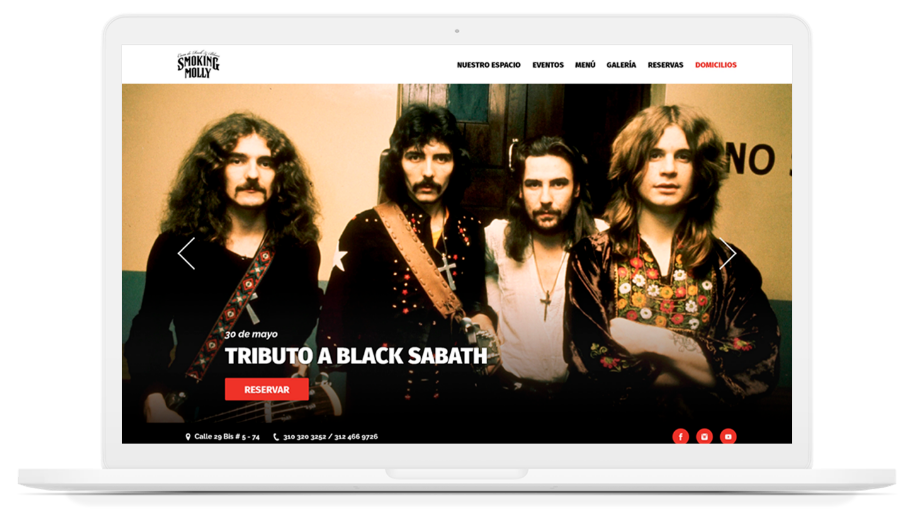 SMOKING
MOLLY
NUESTRO ESPACIO EVENTOS MENÚ GALERÍA RESERVAS DOMICILIOS
NO
30 de mayo
TRIBUTO A BLACK SABATH
RESERVAR
Calle 29 Bis # 5 - 74 310 320 3252 / 312 466 9726